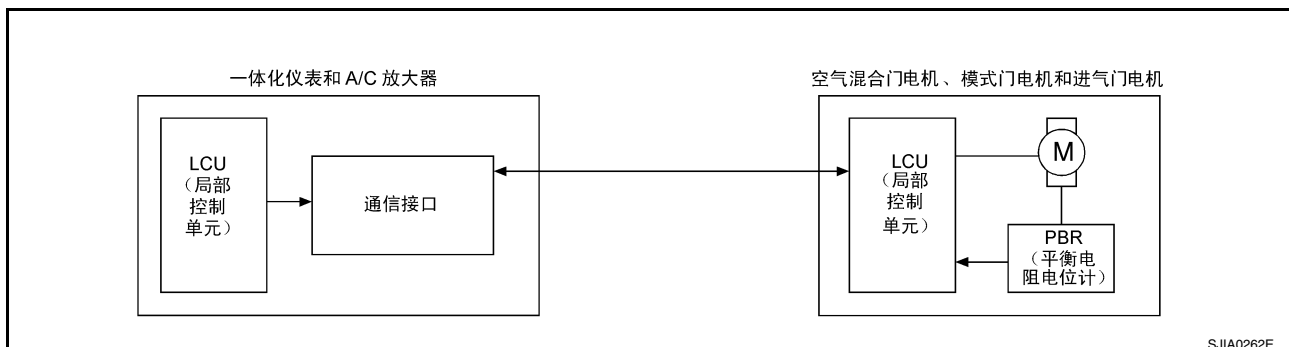 一体化仪表和 A/C 放大器
LCU
（局部
控制
单元）
通信接口
空气混合门电机、模式门电机和进气门电机
LCU
（局部
控制
单元）
M
PBR
（平衡电
阻电位计）
SJIA0262E